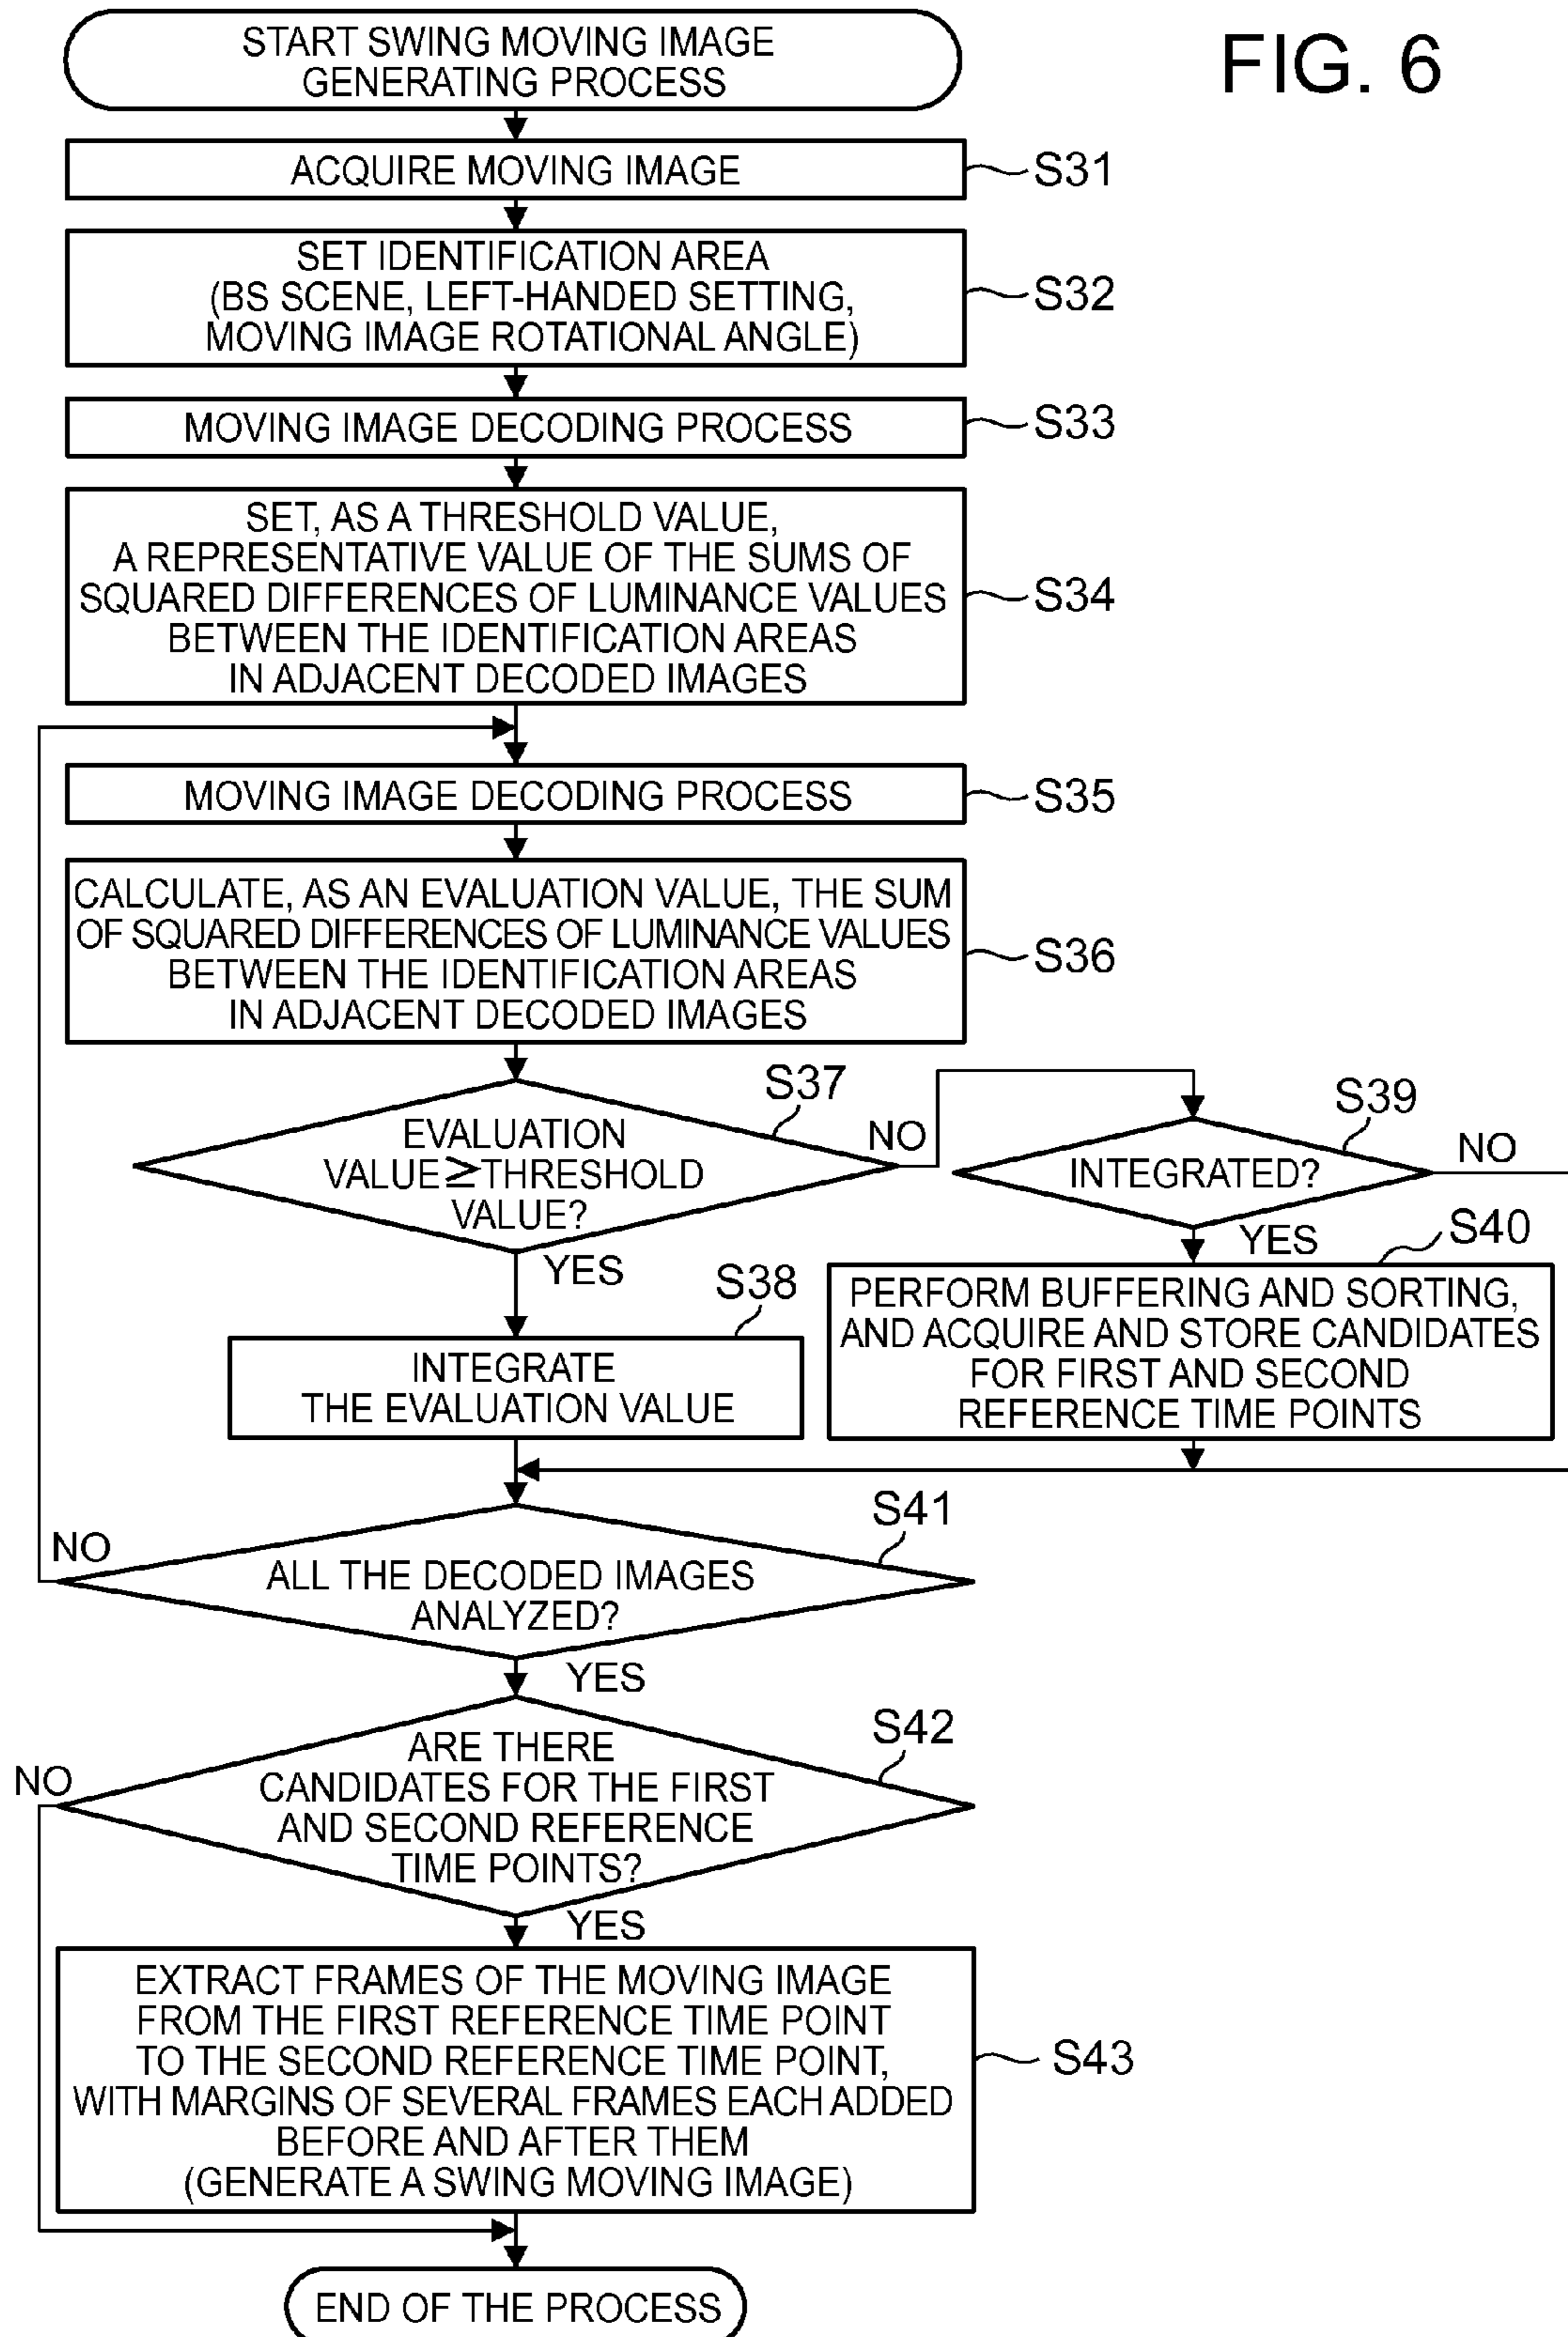 FIG. 6
START SWING MOVING IMAGE
GENERATING PROCESS
ACQUIRE MOVING IMAGE
S31
SET IDENTIFICATION AREA
(BS SCENE, LEFT-HANDED SETTING,
MOVING IMAGE ROTATIONAL ANGLE)
S32
MOVING IMAGE DECODING PROCESS
S33
SET, AS A THRESHOLD VALUE,
A REPRESENTATIVE VALUE OF THE SUMS OF
SQUARED DIFFERENCES OF LUMINANCE VALUES
BETWEEN THE IDENTIFICATION AREAS
IN ADJACENT DECODED IMAGES
S34
MOVING IMAGE DECODING PROCESS
S35
CALCULATE, AS AN EVALUATION VALUE, THE SUM
OF SQUARED DIFFERENCES OF LUMINANCE VALUES
BETWEEN THE IDENTIFICATION AREAS
IN ADJACENT DECODED IMAGES
S36
S37
EVALUATION
VALUE≧THRESHOLD
VALUE?
NO
YES
S39
INTEGRATED?
NO
YES
S38
INTEGRATE
THE EVALUATION VALUE
S40
PERFORM BUFFERING AND SORTING,
AND ACQUIRE AND STORE CANDIDATES
FOR FIRST AND SECOND
REFERENCE TIME POINTS
S41
NO
ALL THE DECODED IMAGES
ANALYZED?
YES
S42
NO
ARE THERE
CANDIDATES FOR THE FIRST
AND SECOND REFERENCE
TIME POINTS?
YES
EXTRACT FRAMES OF THE MOVING IMAGE
FROM THE FIRST REFERENCE TIME POINT
TO THE SECOND REFERENCE TIME POINT,
WITH MARGINS OF SEVERAL FRAMES EACH ADDED
BEFORE AND AFTER THEM
(GENERATE A SWING MOVING IMAGE)
S43
END OF THE PROCESS